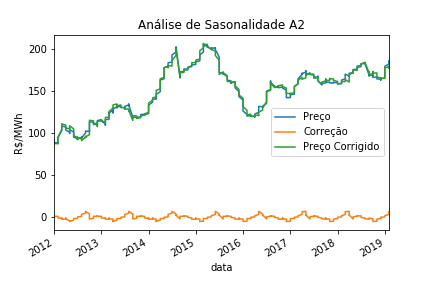 Análise de Sasonalidade A2
R$/MWh
200
150
100
50
0
Preço
Correção
Preço Corrigido
2012 2013 2014 2015 2016 2017 2018 2019
data